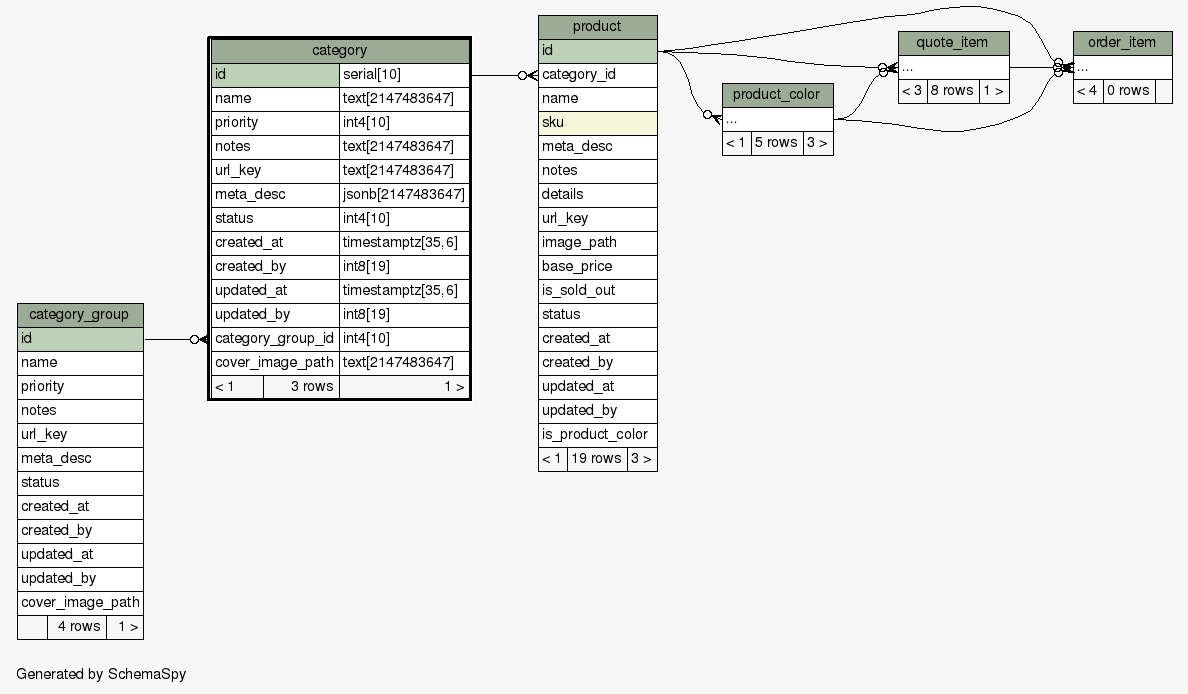 category_group
id
name
priority
notes
url_key
meta_desc
status
created_at
created_by
updated_at
updated_by
cover_image_path
4 rows 1 >
category
id serial[10]
name text[2147483647]
priority int4[10]
notes text[2147483647]
url_key text[2147483647]
meta_desc jsonb[2147483647]
status int4[10]
created_at timestamptz[35,6]
created_by int8[19]
updated_at timestamptz[35,6]
updated_by int8[19]
category_group_id int4[10]
cover_image_path text[2147483647]
< 1 3 rows 1 >
product
id
category_id
name
sku
meta_desc
notes
details
url_key
image_path
base_price
is_sold_out
status
created_at
created_by
updated_at
updated_by
is_product_color
< 1 19 rows 3 >
product_color
...
< 1 5 rows 3 >
quote_item
...
< 3 8 rows 1 >
order_item
...
< 4 0 rows
Generated by SchemaSpy